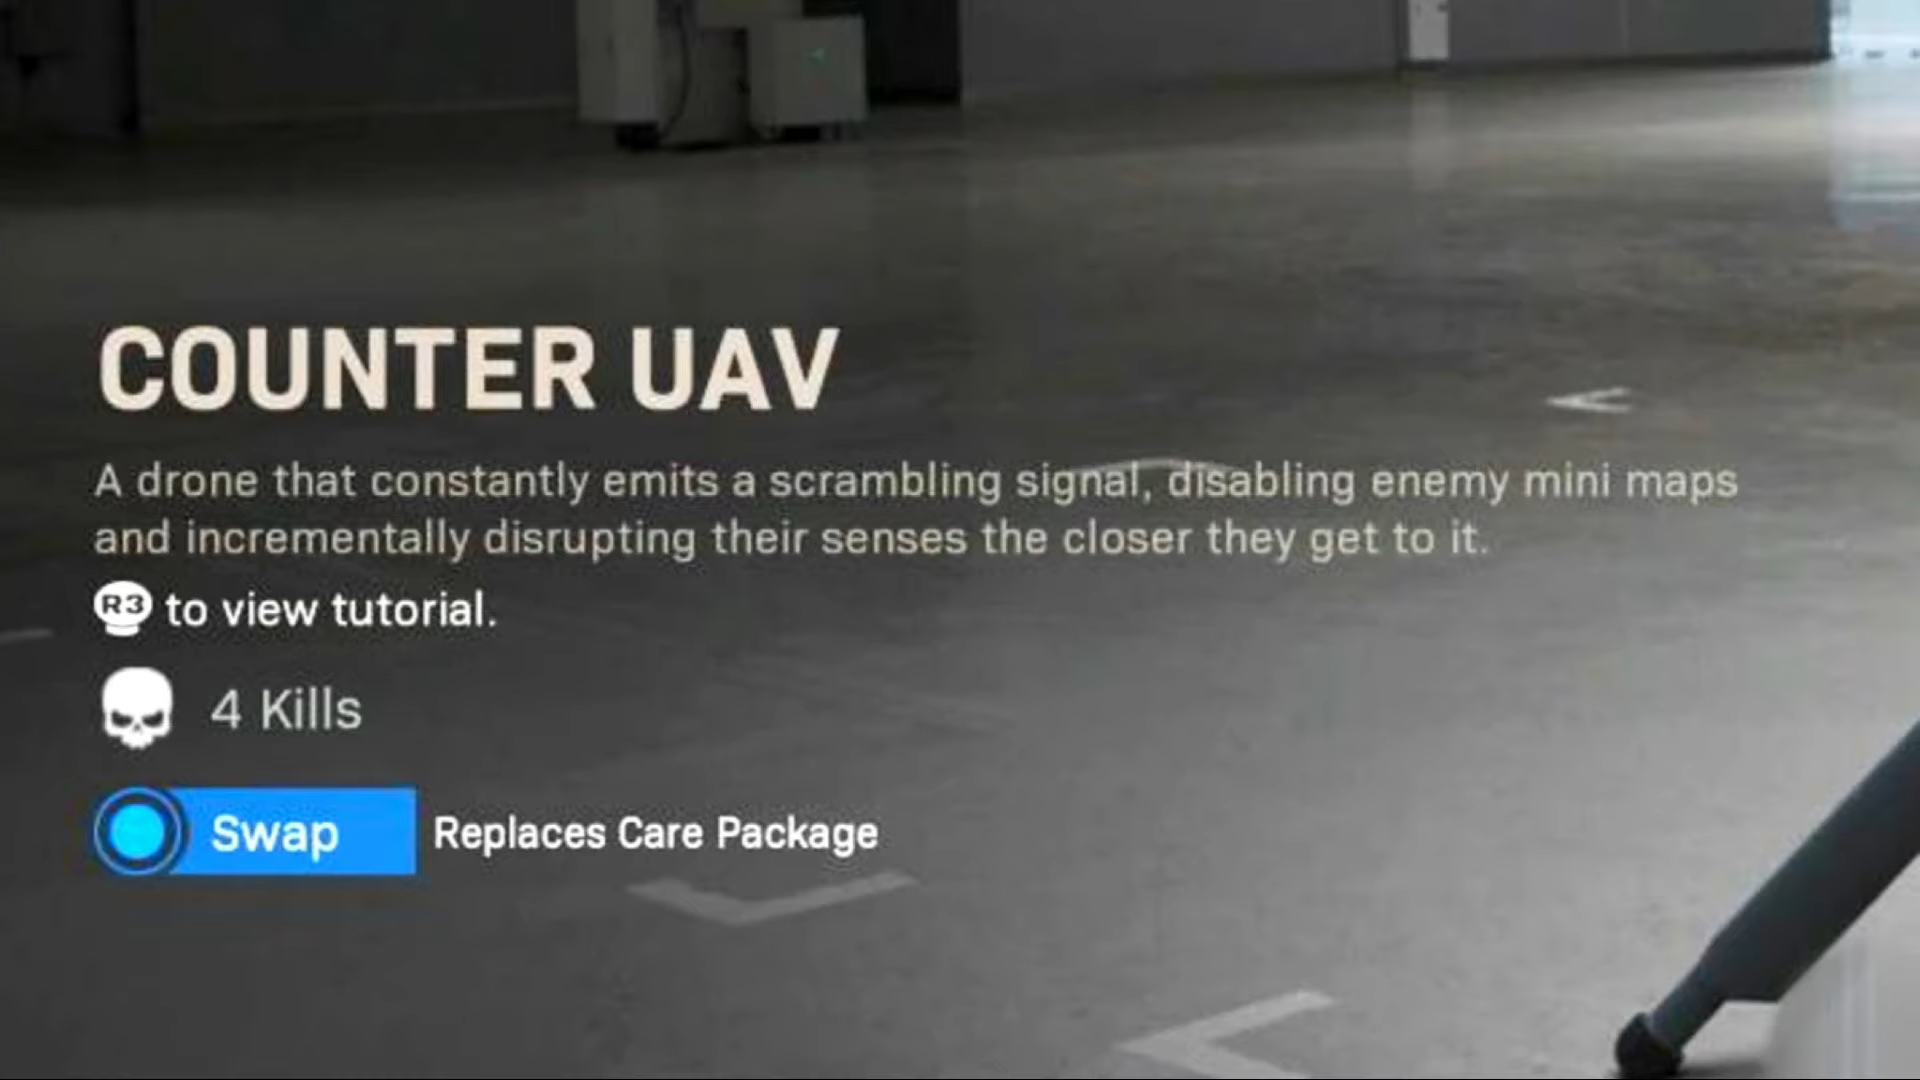 COUNTER UAV
A drone that constantly emits a scrambling signal, disabling enemy mini maps
and incrementally disrupting their senses the closer they get to it.
R3 to view tutorial.
4 Kills
Swap Replaces Care Package